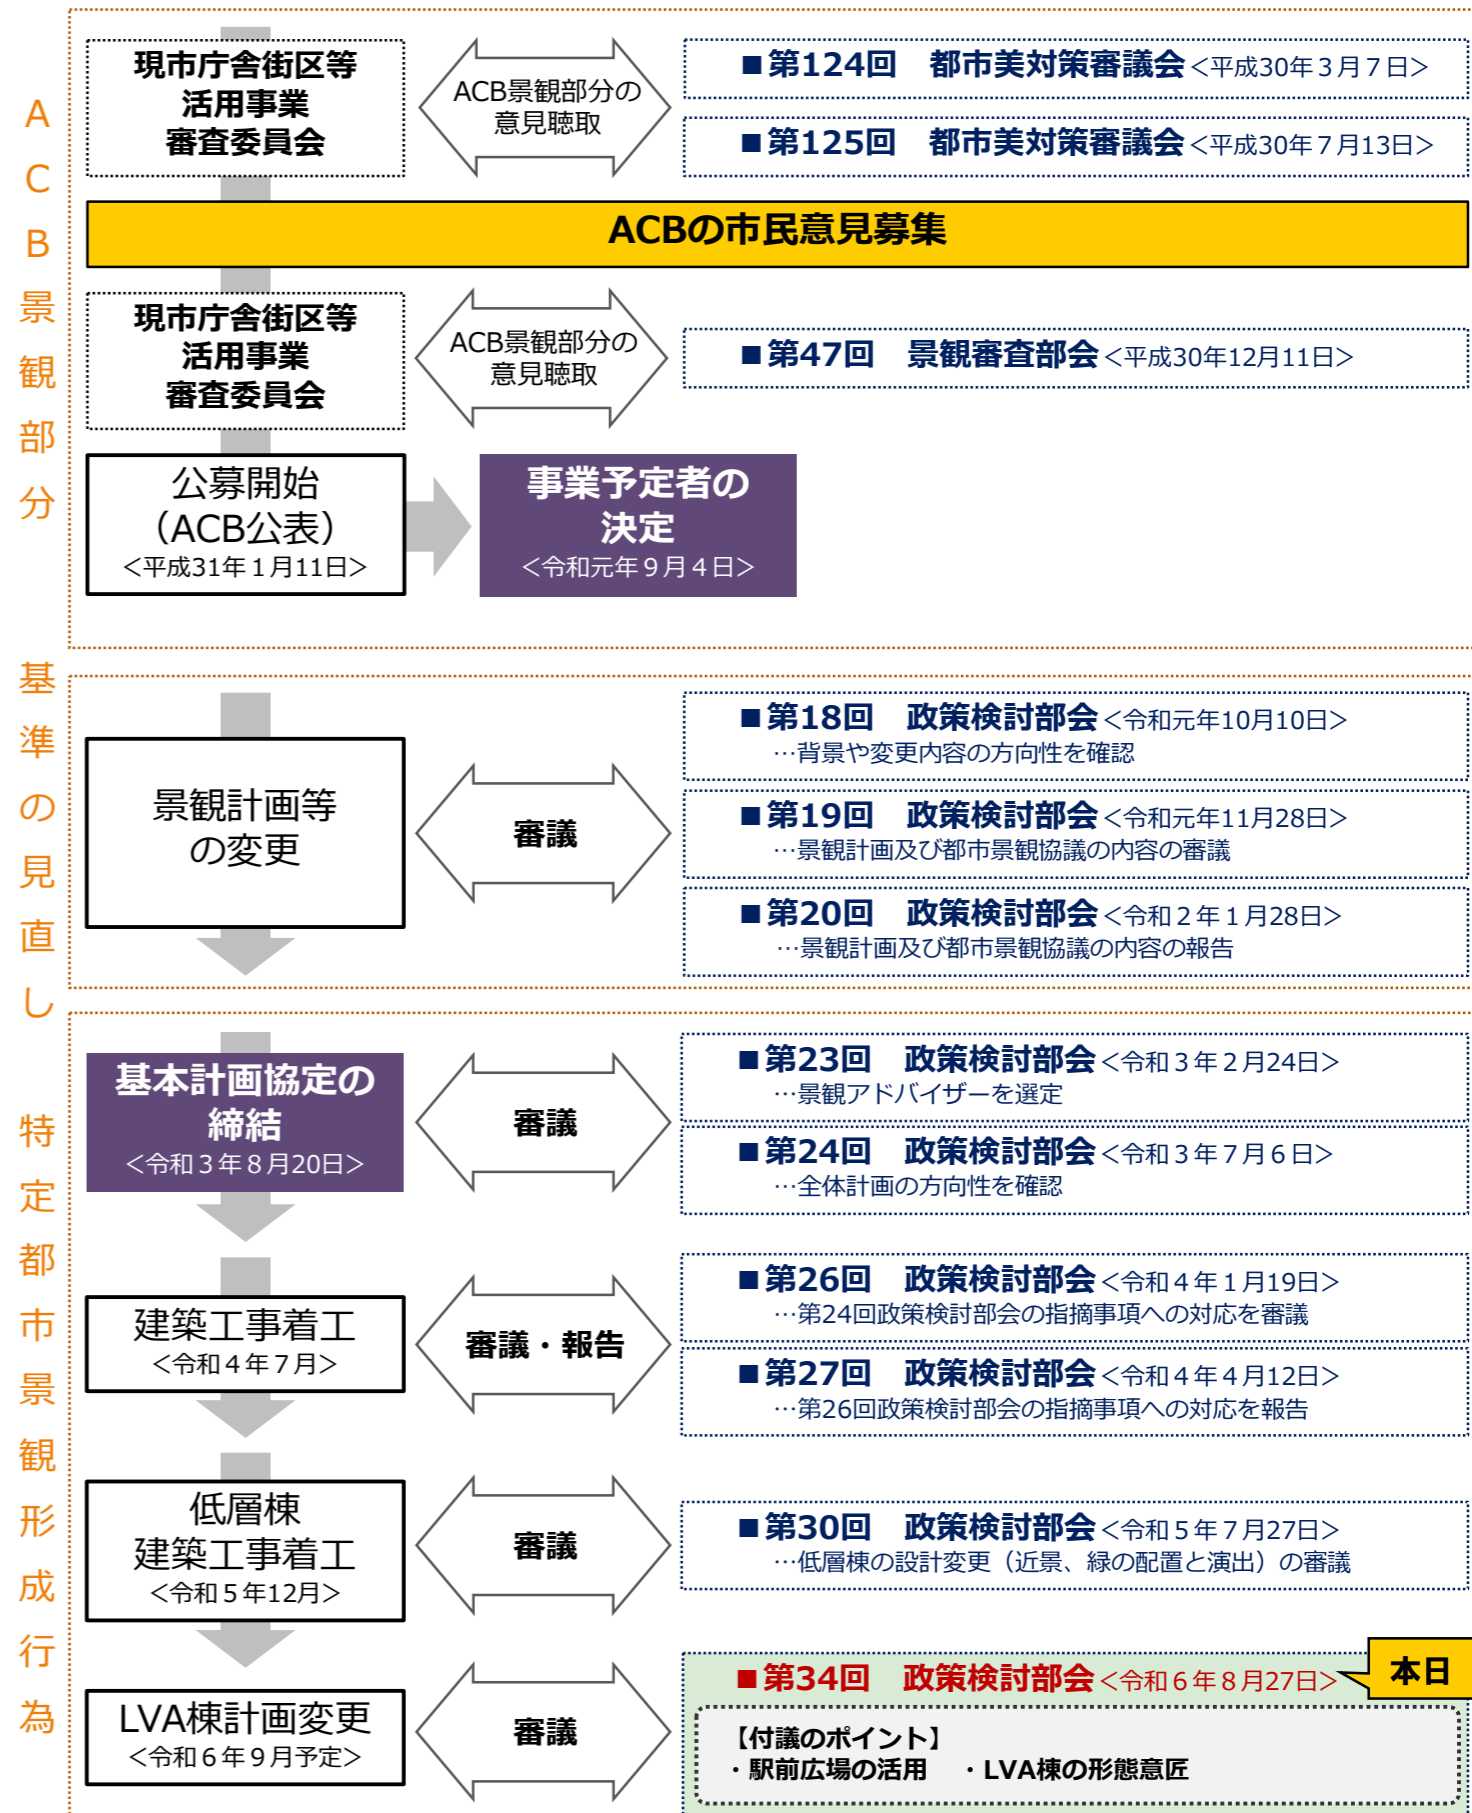 ACB景観部分
現市庁舎街区等
活用事業
審査委員会
ACB景観部分の
意見聴取
■第124回　都市美対策審議会<平成30年３月７日>
■第125回　都市美対策審議会<平成30年７月13日>
ACBの市民意見募集
現市庁舎街区等
活用事業
審査委員会
ACB景観部分の
意見聴取
■第47回　景観審査部会<平成30年12月11日>
公募開始
（ACB公表）
<平成31年１月11日>
事業予定者の
決定
<令和元年９月４日>
基準の見直し
景観計画等
の変更
審議
■第18回　政策検討部会<令和元年10月10日>
…背景や変更内容の方向性を確認
■第19回　政策検討部会<令和元年11月28日>
…景観計画及び都市景観協議の内容の審議
■第20回　政策検討部会<令和２年１月28日>
…景観計画及び都市景観協議の内容の報告
特定都市景観形成行為
基本計画協定の
締結
<令和３年８月20日>
審議
■第23回　政策検討部会<令和３年２月24日>
…景観アドバイザーを選定
■第24回　政策検討部会<令和３年７月６日>
…全体計画の方向性を確認
建築工事着工
<令和４年７月>
審議・報告
■第26回　政策検討部会<令和４年１月19日>
…第24回政策検討部会の指摘事項への対応を審議
■第27回　政策検討部会<令和４年４月12日>
…第26回政策検討部会の指摘事項への対応を報告
低層棟
建築工事着工
<令和５年12月>
審議
■第30回　政策検討部会<令和５年７月27日>
…低層棟の設計変更（近景、緑の配置と演出）の審議
LVA棟計画変更
<令和６年９月予定>
審議
■第34回　政策検討部会<令和６年８月27日>
本日
【付議のポイント】
・駅前広場の活用　・LVA棟の形態意匠